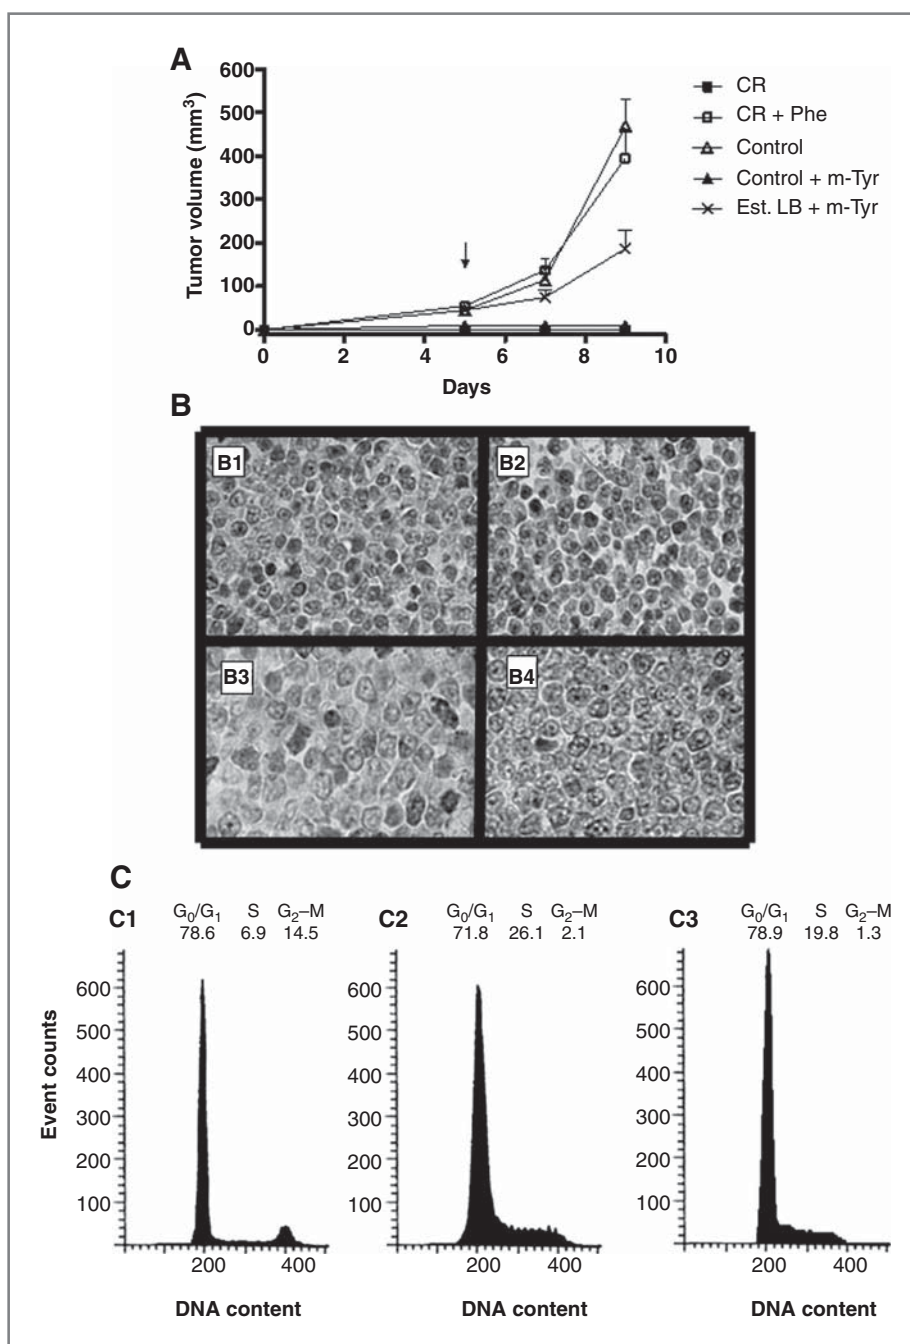 A
600
500
400
300
200
100
0
Tumor volume (mm³)
0 2 4 6 8 10
Days
CR
CR + Phe
Control
Control + m-Tyr
Est. LB + m-Tyr
B
B1
B2
B3
B4
C
C1
G₀/G₁ S G₂–M
78.6 6.9 14.5
600
500
400
300
200
100
Event counts
200 400
DNA content
C2
G₀/G₁ S G₂–M
71.8 26.1 2.1
600
500
400
300
200
100
200 400
DNA content
C3
G₀/G₁ S G₂–M
78.9 19.8 1.3
600
500
400
300
200
100
200 400
DNA content